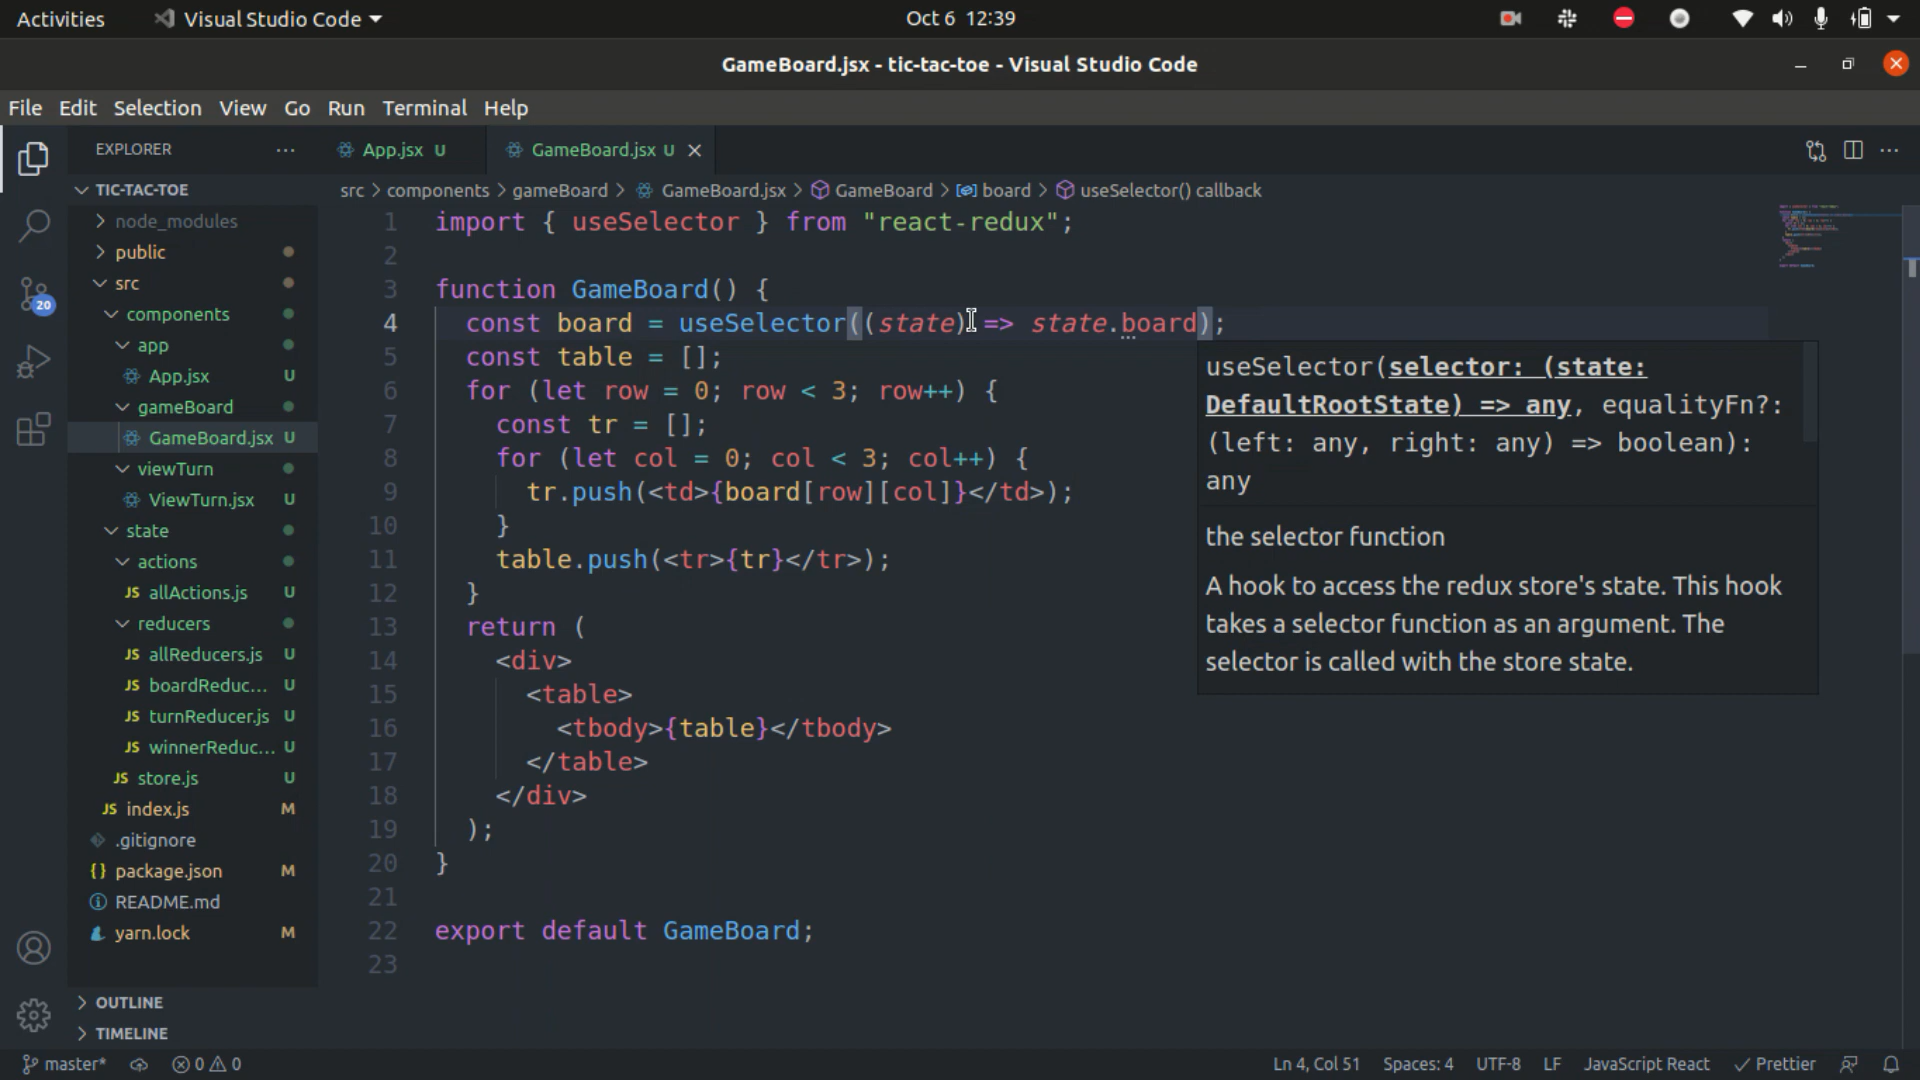 Activities
Visual Studio Code
Oct 6 12:39
GameBoard.jsx - tic-tac-toe - Visual Studio Code
File Edit Selection View Go Run Terminal Help
EXPLORER
App.jsx U
GameBoard.jsx U
TIC-TAC-TOE
node_modules
public
src
components
app
App.jsx U
gameBoard
GameBoard.jsx U
viewTurn
ViewTurn.jsx U
state
actions
JS allActions.js U
reducers
JS allReducers.js U
JS boardReduc... U
JS turnReducer.js U
JS winnerReduc... U
JS store.js U
JS index.js M
.gitignore
{} package.json M
README.md
yarn.lock M
OUTLINE
TIMELINE
20
src > components > gameBoard > GameBoard.jsx > GameBoard > board > useSelector() callback
1 import { useSelector } from "react-redux";
2
3 function GameBoard() {
4 const board = useSelector((state) => state.board);
5 const table = [];
6 for (let row = 0; row < 3; row++) {
7 const tr = [];
8 for (let col = 0; col < 3; col++) {
9 tr.push(<td>{board[row][col]}</td>);
10 }
11 table.push(<tr>{tr}</tr>);
12 }
13 return (
14 <div>
15 <table>
16 <tbody>{table}</tbody>
17 </table>
18 </div>
19 );
20 }
21
22 export default GameBoard;
23
useSelector(selector: (state:
DefaultRootState) => any, equalityFn?:
(left: any, right: any) => boolean):
any
the selector function
A hook to access the redux store's state. This hook
takes a selector function as an argument. The
selector is called with the store state.
master* 0 0
Ln 4, Col 51 Spaces: 4 UTF-8 LF JavaScript React Prettier